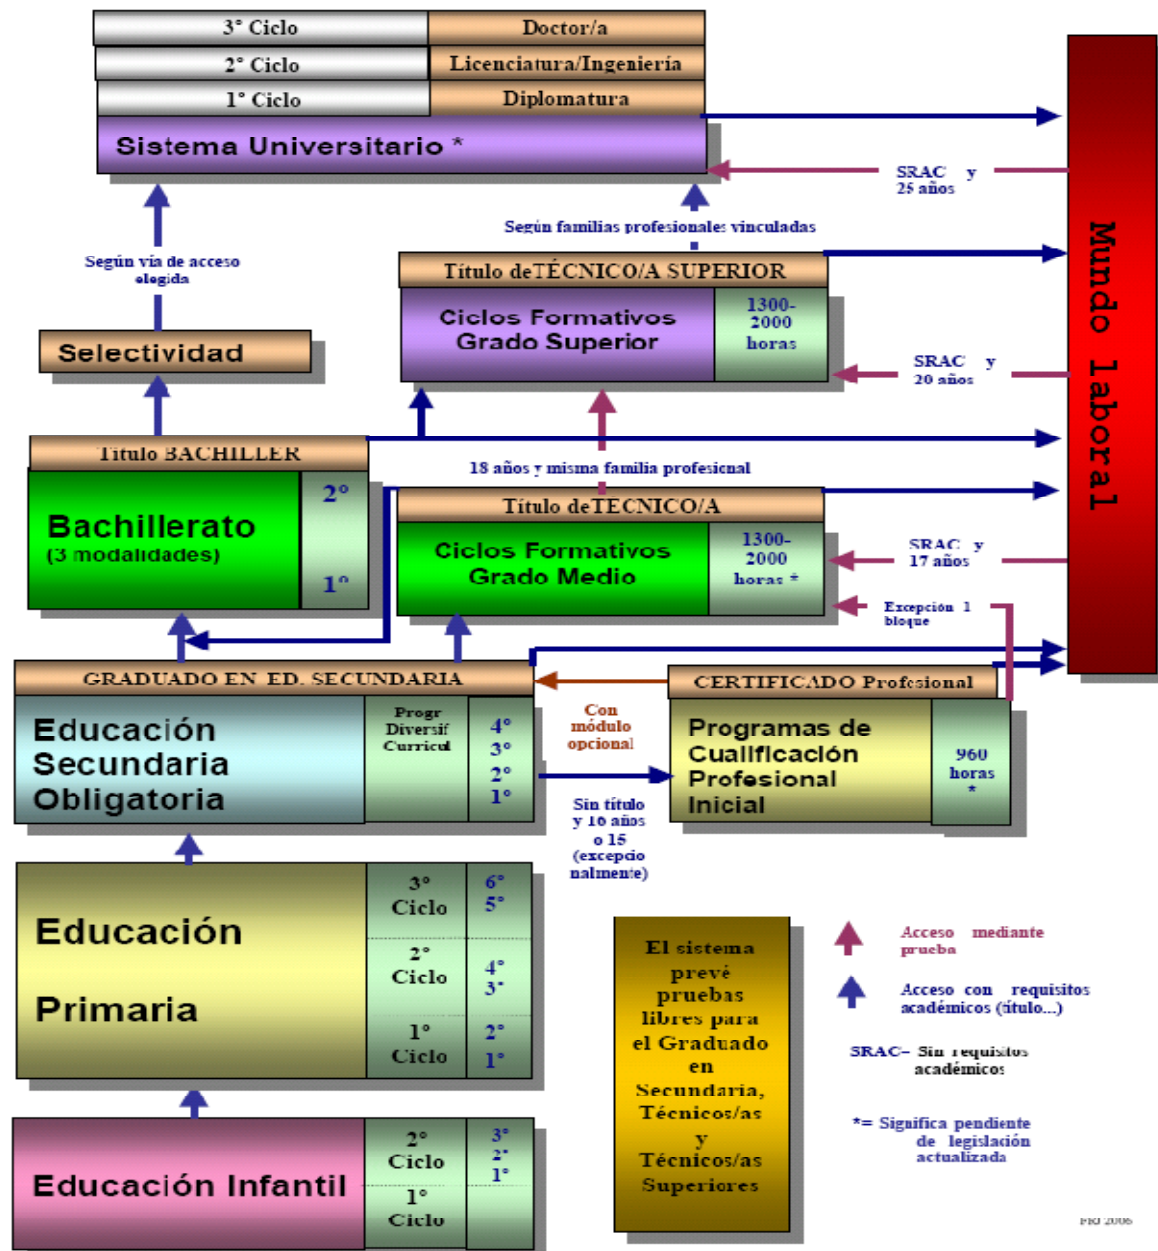 3° Ciclo Doctor/a
2° Ciclo Licenciatura/Ingeniería
1° Ciclo Diplomatura
Sistema Universitario *
SRAC y
25 años
Según familias profesionales vinculadas
Según vía de acceso
elegida
Título deTÉCNICO/A SUPERIOR
Ciclos Formativos
Grado Superior
1300-
2000
horas
Selectividad
SRAC y
20 años
Mundo laboral
Título BACHILLER
18 años y misma familia profesional
Bachillerato
(3 modalidades)
2°
1°
Título deTECNICO/A
Ciclos Formativos
Grado Medio
1300-
2000
horas *
SRAC y
17 años
Excepción 1
bloque
GRADUADO EN ED. SECUNDARIA
Educación
Secundaria
Obligatoria
Progr
Diversif
Curricul
4°
3°
2°
1°
Con
módulo
opcional
CERTIFICADO Profesional
Programas de
Cualificación
Profesional
Inicial
960
horas
*
Sin título
y 16 años
o 15
(excepcio
nalmente)
Educación
Primaria
3°
Ciclo
6°
5°
2°
Ciclo
4°
3°
1°
Ciclo
2°
1°
El sistema
prevé
pruebas
libres para
el Graduado
en
Secundaria,
Técnicos/as
y
Técnicos/as
Superiores
Acceso mediante
prueba
Acceso con requisitos
académicos (título...)
SRAC– Sin requisitos
académicos
*= Significa pendiente
de legislación
actualizada
Educación Infantil
2°
Ciclo
3°
2°
1°
1°
Ciclo
2006